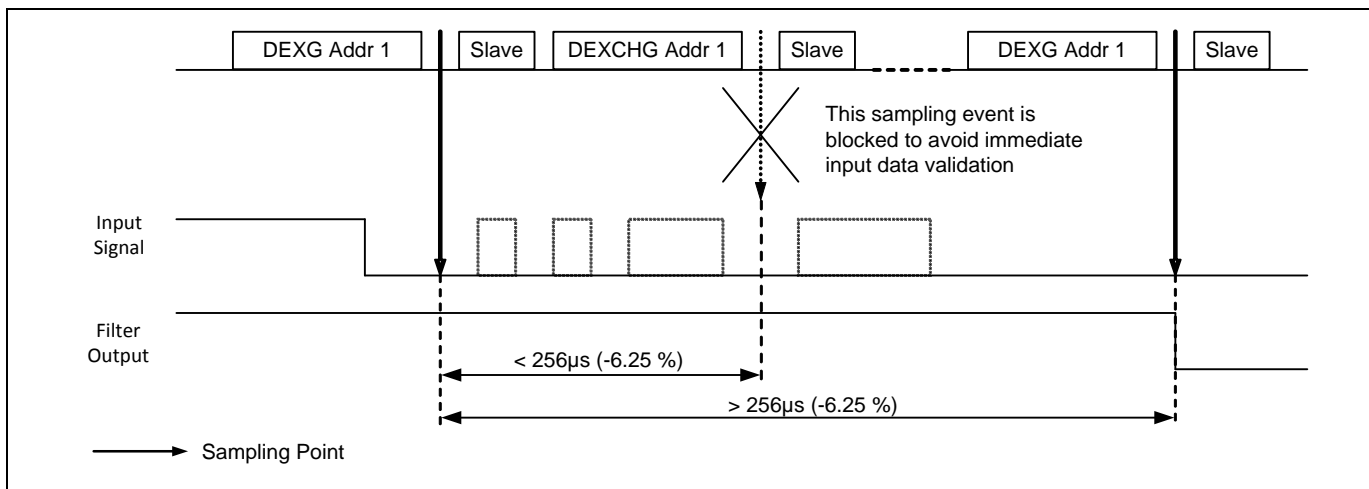 DEXG Addr 1 Slave DEXCHG Addr 1 Slave DEXG Addr 1 Slave
This sampling event is
blocked to avoid immediate
input data validation
Input
Signal
Filter
Output
< 256µs (-6.25 %)
> 256µs (-6.25 %)
Sampling Point